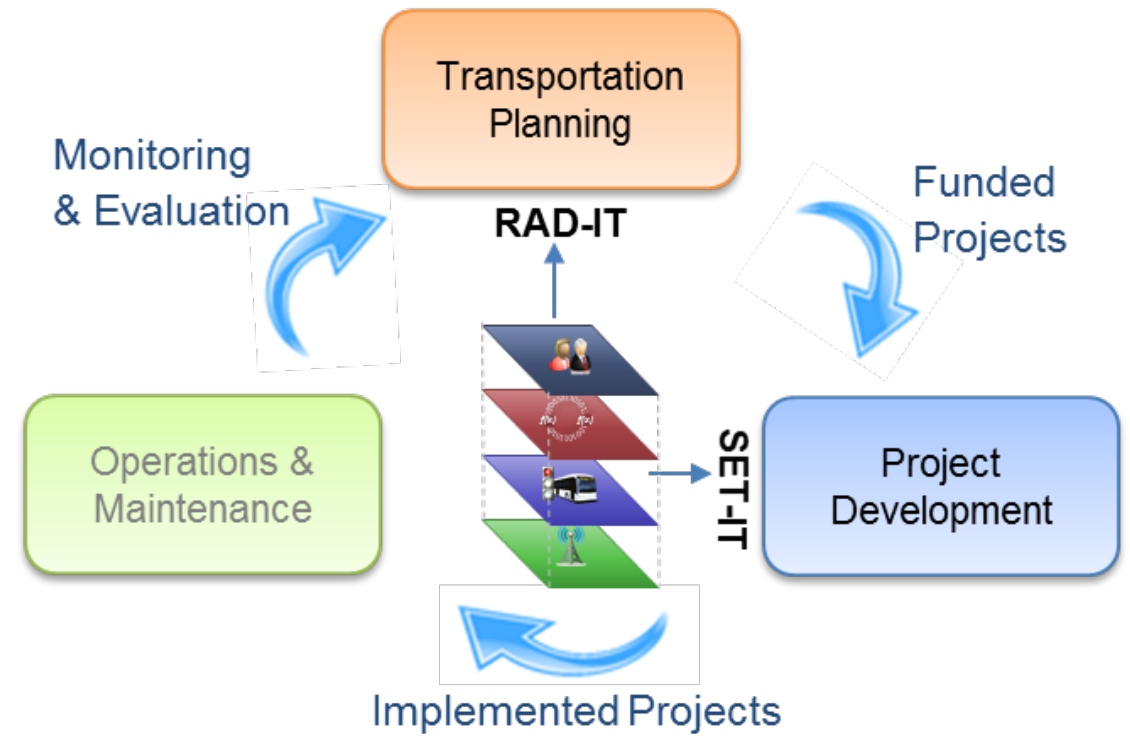 Transportation
Planning
Monitoring
& Evaluation
Funded
Projects
RAD-IT
f(x) f(x)
Operations &
Maintenance
SET-IT
Project
Development
Implemented Projects